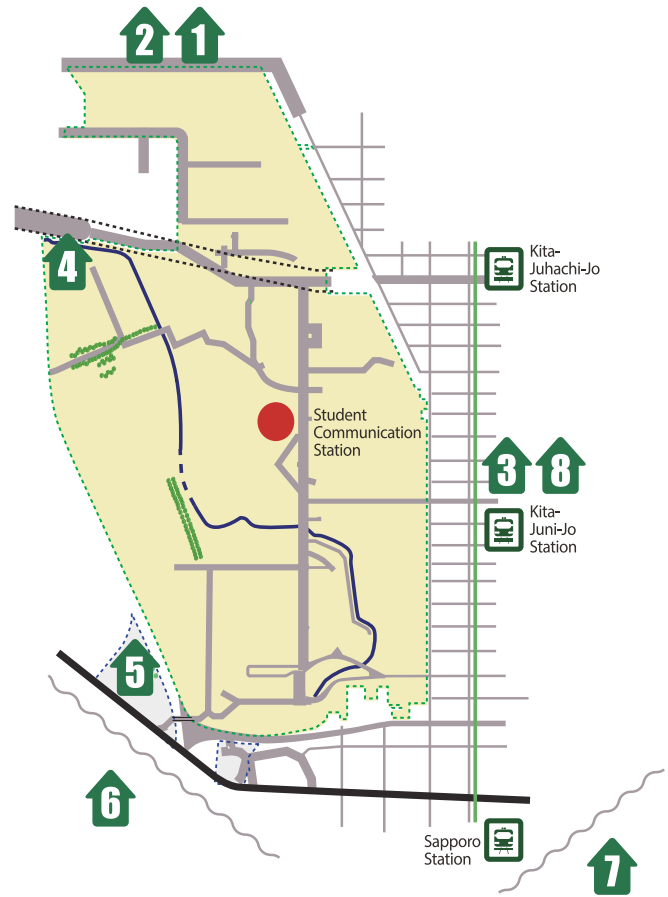 2 1
Kita-
Juhachi-Jo
Station
4
Student
Communication
Station
3 8
Kita-
Juni-Jo
Station
5
6
Sapporo
Station
7